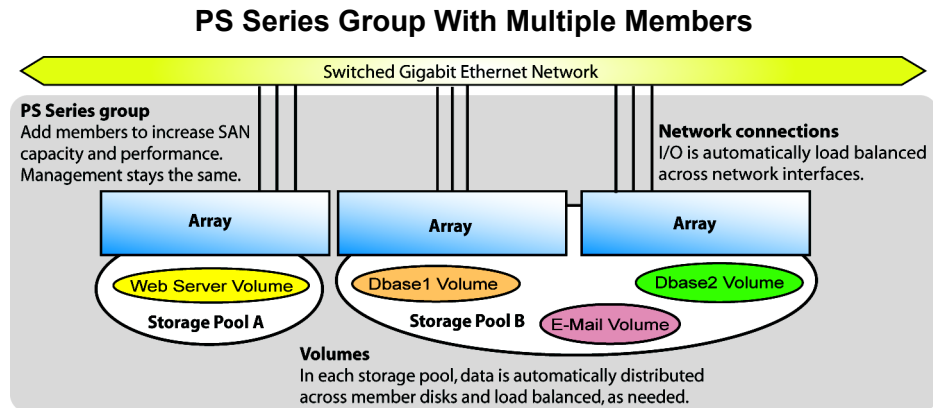 PS Series Group With Multiple Members
Switched Gigabit Ethernet Network
PS Series group
Add members to increase SAN
capacity and performance.
Management stays the same.
Network connections
I/O is automatically load balanced
across network interfaces.
Array
Array
Array
Web Server Volume
Storage Pool A
Dbase1 Volume
Dbase2 Volume
Storage Pool B
E-Mail Volume
Volumes
In each storage pool, data is automatically distributed
across member disks and load balanced, as needed.